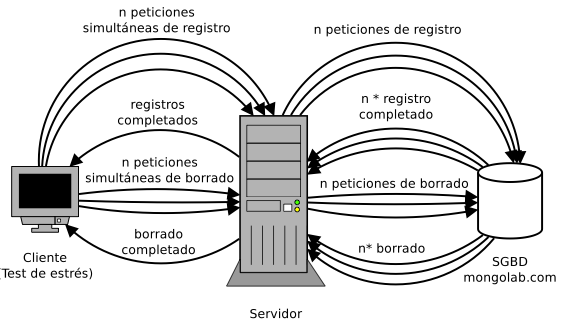 n peticiones
simultáneas de registro
n peticiones de registro
registros
completados
n * registro
completado
n peticiones
simultáneas de borrado
n peticiones de borrado
borrado
completado
n* borrado
Cliente
(Test de estrés)
SGBD
mongolab.com
Servidor